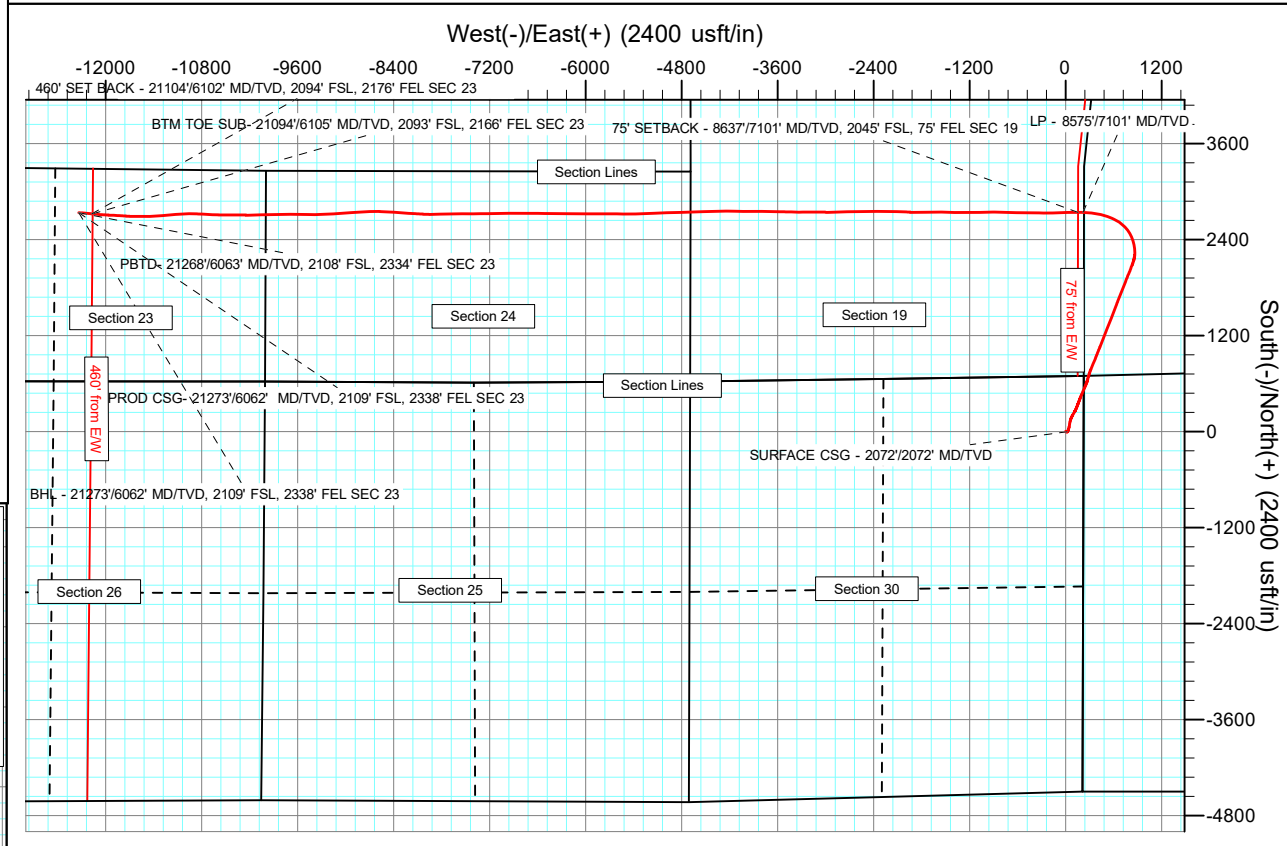 West(-)/East(+) (2400 usft/in)
-12000 -10800 -9600 -8400 -7200 -6000 -4800 -3600 -2400 -1200 0 1200
460' SET BACK - 21104'/6102' MD/TVD, 2094' FSL, 2176' FEL SEC 23
BTM TOE SUB- 21094'/6105' MD/TVD, 2093' FSL, 2166' FEL SEC 23
75' SETBACK - 8637'/7101' MD/TVD, 2045' FSL, 75' FEL SEC 19
LP - 8575'/7101' MD/TVD
3600
Section Lines
2400
PBTD- 21268'/6063' MD/TVD, 2108' FSL, 2334' FEL SEC 23
75' from E/W
Section 23
Section 24
Section 19
1200
South(-)/North(+) (2400 usft/in)
460' from E/W
Section Lines
PROD CSG- 21273'/6062' MD/TVD, 2109' FSL, 2338' FEL SEC 23
0
SURFACE CSG - 2072'/2072' MD/TVD
BHL - 21273'/6062' MD/TVD, 2109' FSL, 2338' FEL SEC 23
-1200
Section 26
Section 25
Section 30
-2400
-3600
-4800